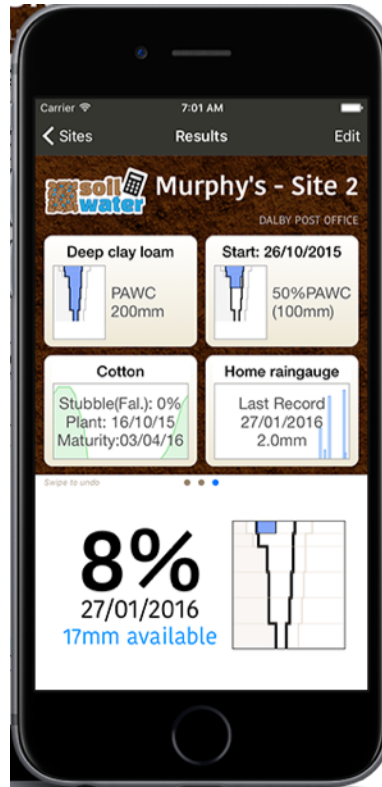 Carrier 7:01 AM
Sites Results Edit
soil
water
Murphy's - Site 2
DALBY POST OFFICE
Deep clay loam
PAWC
200mm
Start: 26/10/2015
50%PAWC
(100mm)
Cotton
Stubble(Fal.): 0%
Plant: 16/10/15
Maturity:03/04/16
Home raingauge
Last Record
27/01/2016
2.0mm
Swipe to undo
8%
27/01/2016
17mm available